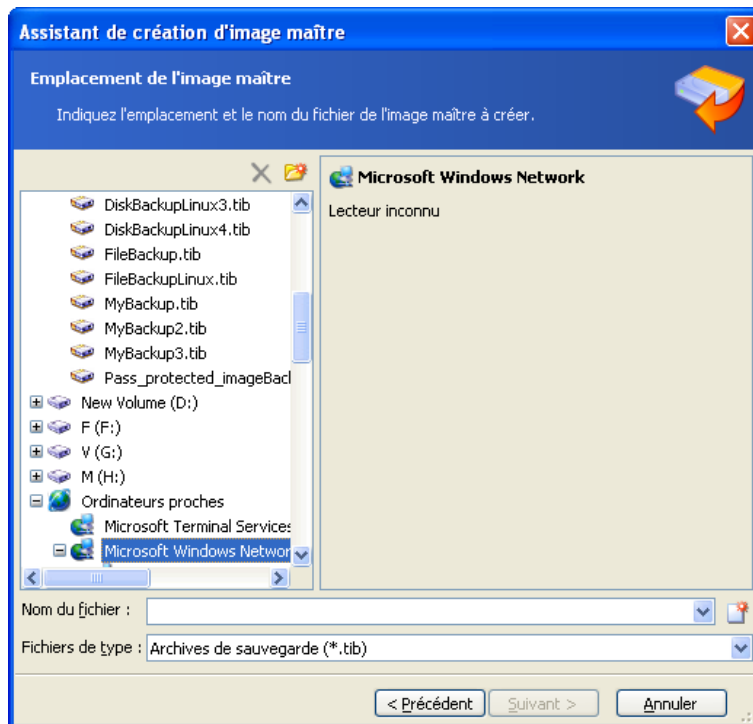 Assistant de création d'image maître
Emplacement de l'image maître
Indiquez l'emplacement et le nom du fichier de l'image maître à créer.
DiskBackupLinux3.tib
DiskBackupLinux4.tib
FileBackup.tib
FileBackupLinux.tib
MyBackup.tib
MyBackup2.tib
MyBackup3.tib
Pass_protected_imageBacl
New Volume (D:)
F (F:)
V (G:)
M (H:)
Ordinateurs proches
Microsoft Terminal Services
Microsoft Windows Networ
Microsoft Windows Network
Lecteur inconnu
Nom du fichier :
Fichiers de type : Archives de sauvegarde (*.tib)
< Précédent Suivant > Annuler